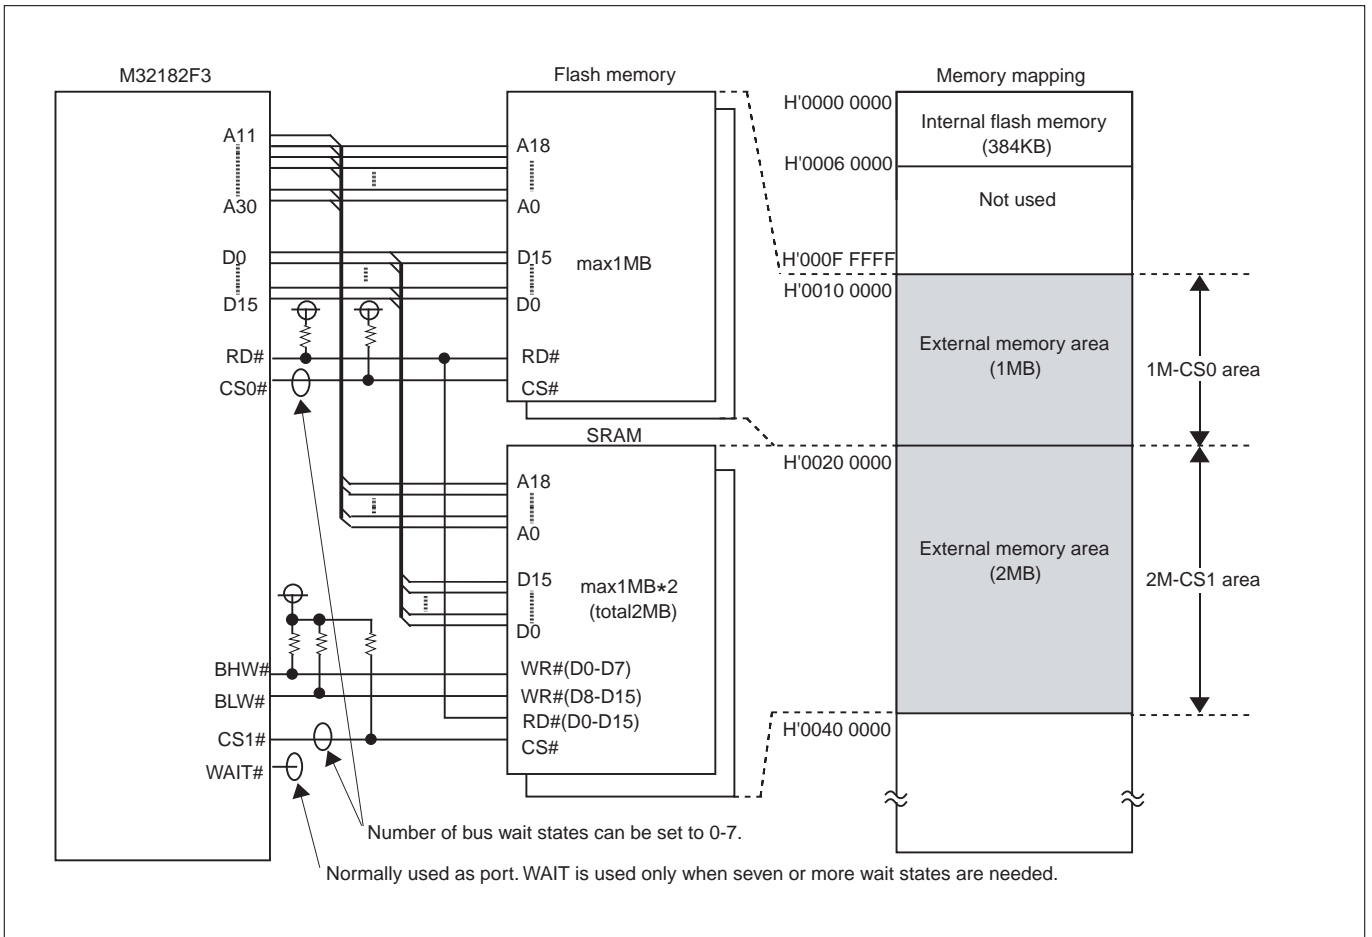 M32182F3
A11
A30
D0
D15
RD#
CS0#
BHW#
BLW#
CS1#
WAIT#
Flash memory
A18
A0
D15
D0
RD#
CS#
max1MB
SRAM
A18
A0
D15
D0
max1MB*2
(total2MB)
WR#(D0-D7)
WR#(D8-D15)
RD#(D0-D15)
CS#
Number of bus wait states can be set to 0-7.
Normally used as port. WAIT is used only when seven or more wait states are needed.
Memory mapping
H'0000 0000
Internal flash memory
(384KB)
H'0006 0000
Not used
H'000F FFFF
H'0010 0000
External memory area
(1MB)
1M-CS0 area
H'0020 0000
External memory area
(2MB)
2M-CS1 area
H'0040 0000